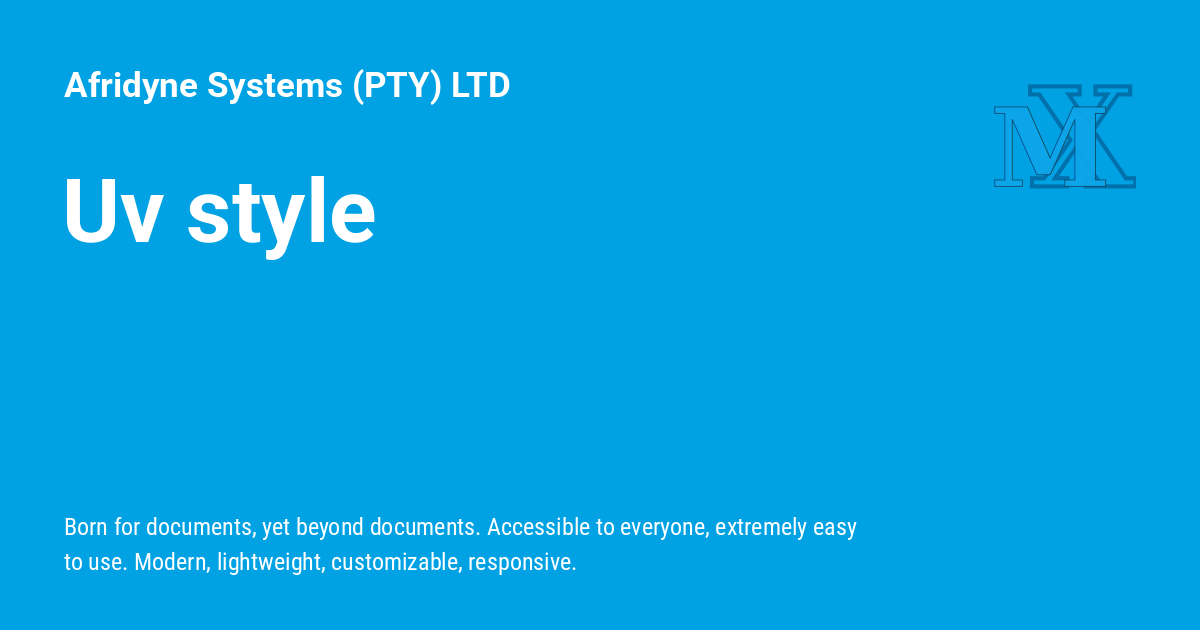 Afridyne Systems (PTY) LTD
MX
Uv style
Born for documents, yet beyond documents. Accessible to everyone, extremely easy
to use. Modern, lightweight, customizable, responsive.